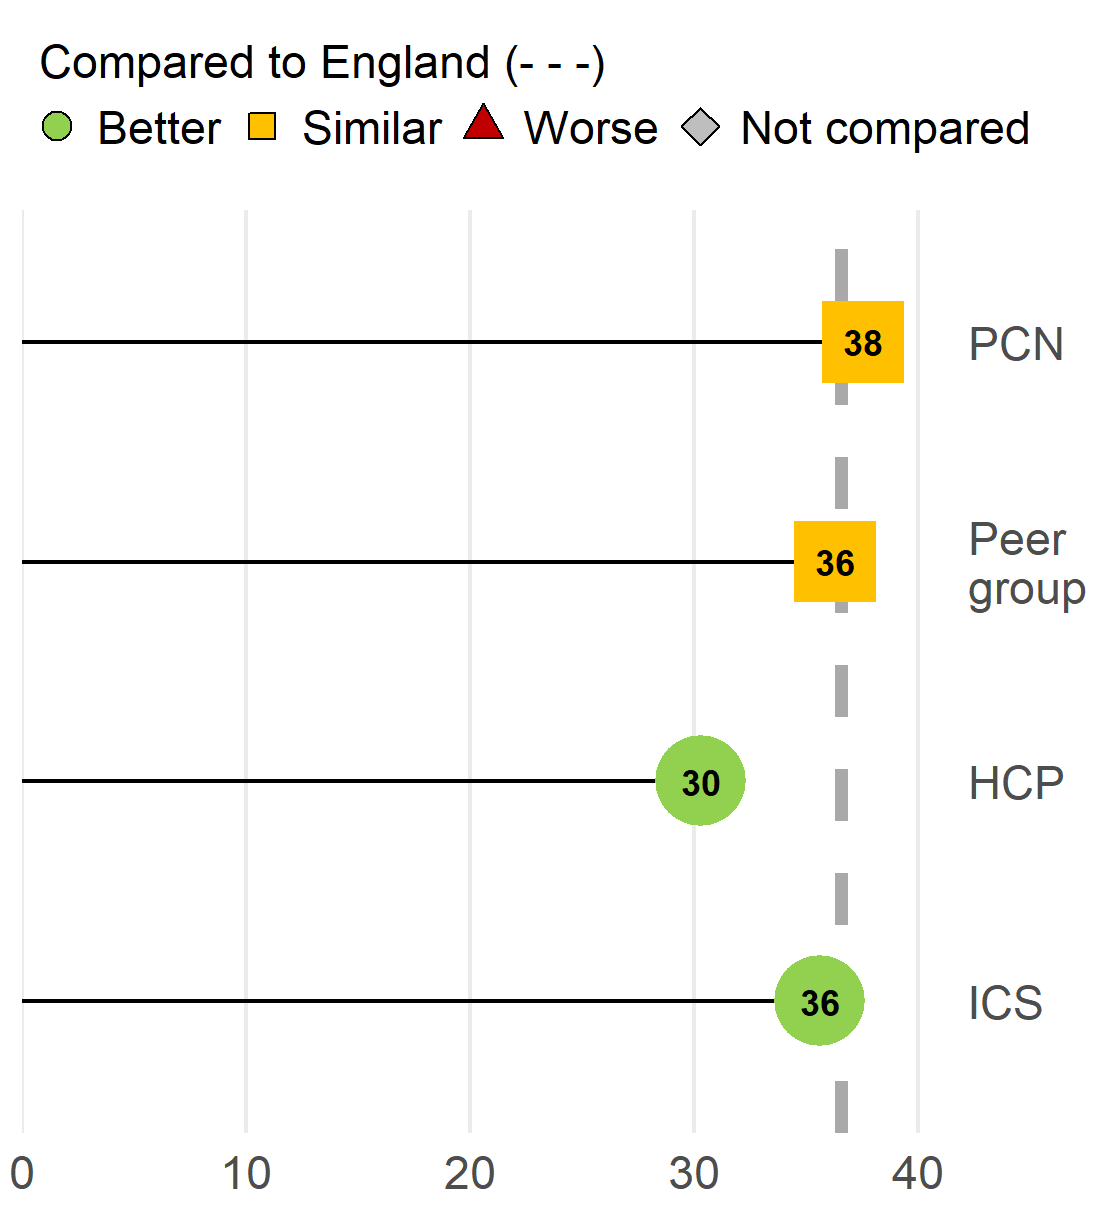 Compared to England (- - -)
Better Similar Worse Not compared
38 PCN
36 Peer
group
30 HCP
36 ICS
0 10 20 30 40